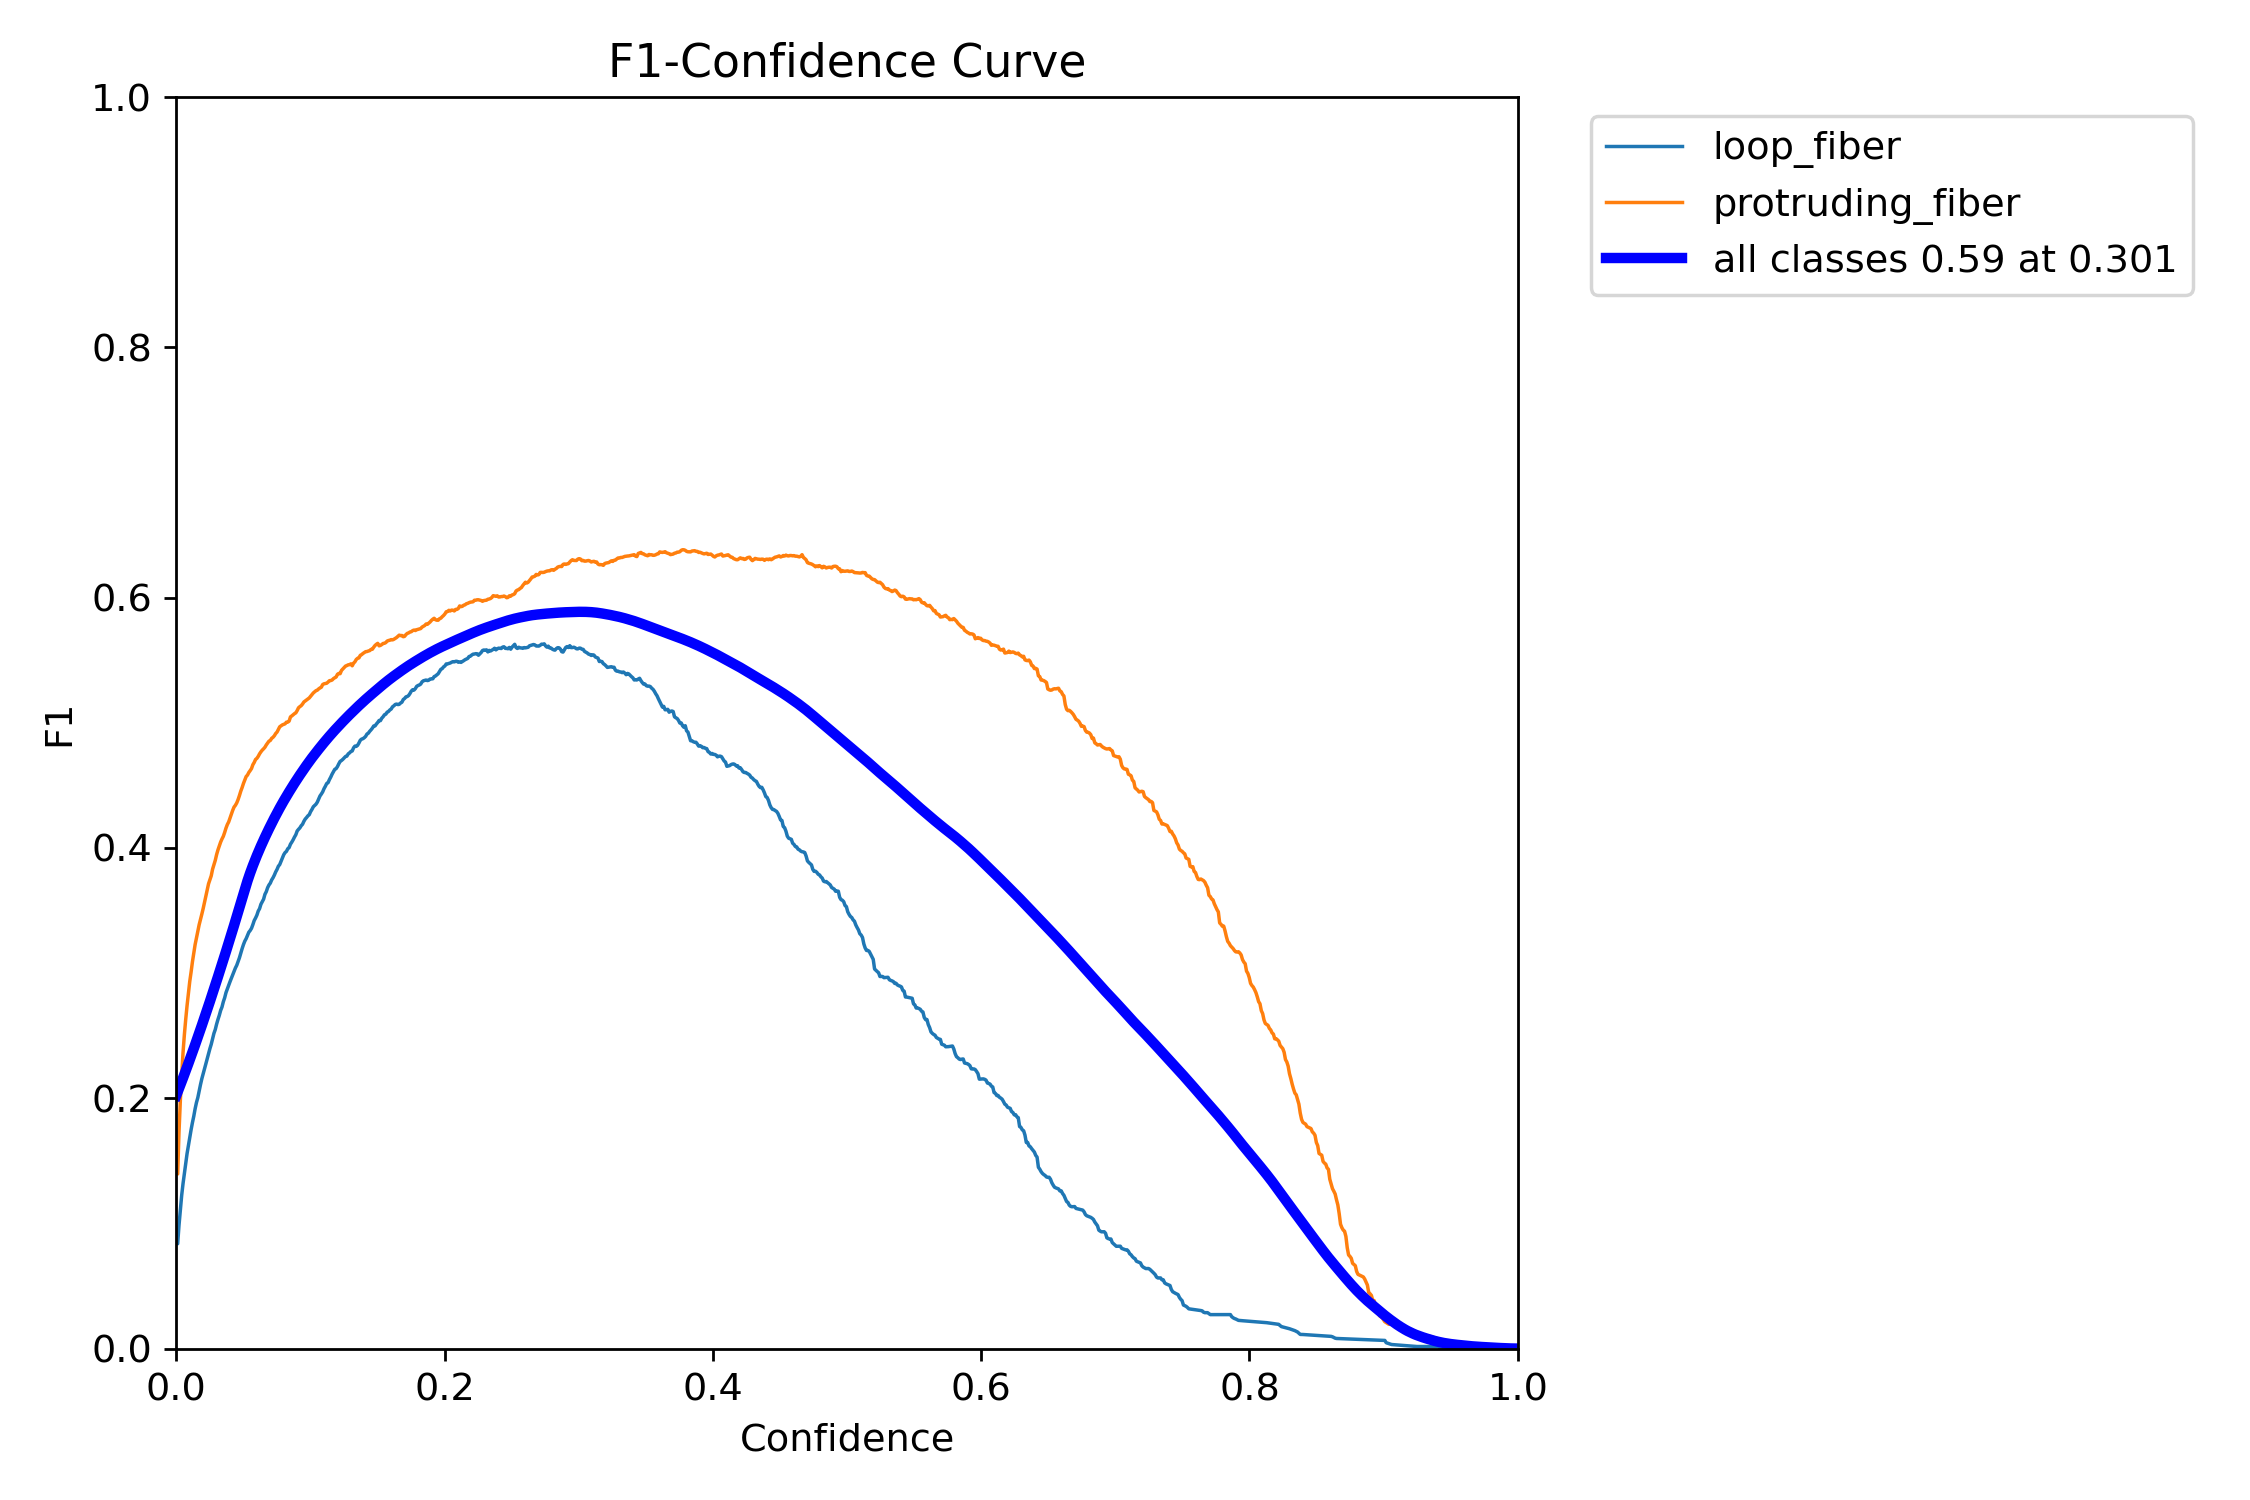 F1-Confidence Curve
1.0
0.8
0.6
0.4
0.2
0.0
F1
0.0 0.2 0.4 0.6 0.8 1.0
Confidence
loop_fiber
protruding_fiber
all classes 0.59 at 0.301